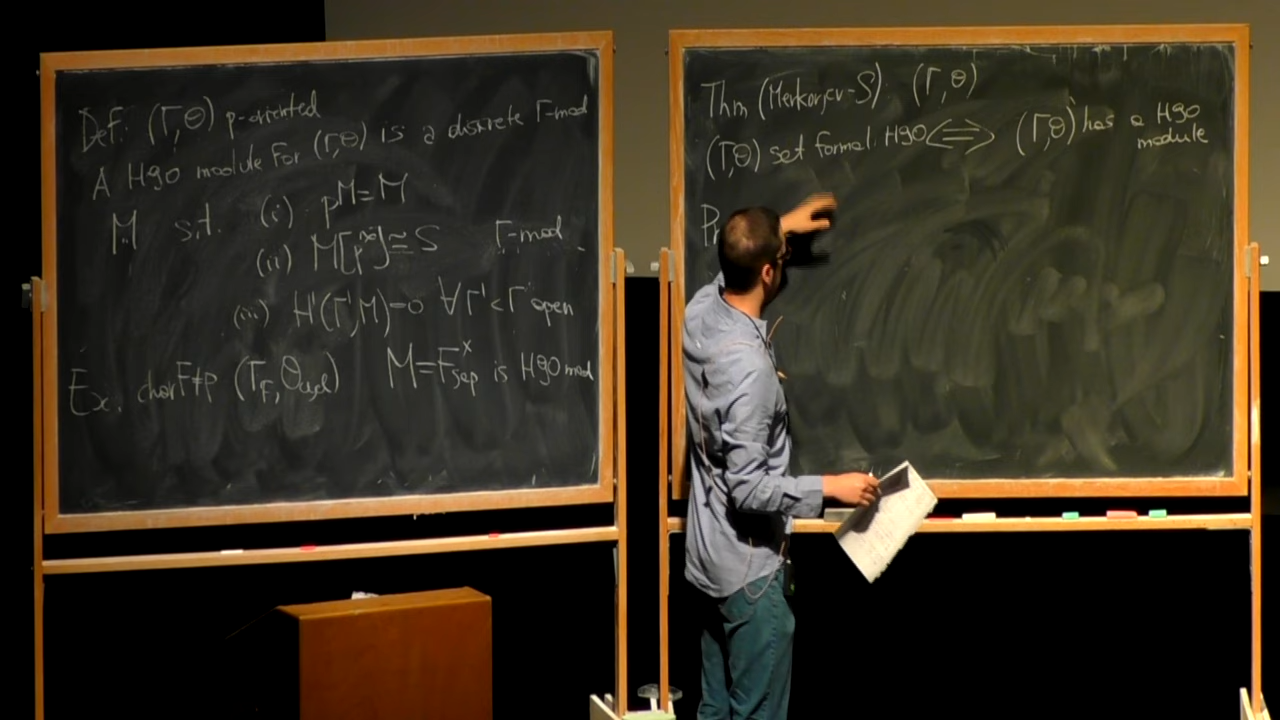 Def: (Γ,Θ) p-oriented
A H90 module for (Γ,Θ) is a discrete Γ-mod
M s.t. (i) pM=M
(ii) M[p^∞]≅S Γ-mod.
(iii) H¹(Γ',M)=0 ∀Γ'<Γ open
Ex. char F≠p (Γ_F, Θ_cycl) M=F_sep^× is H90 mod
Thm (Merkurjev-S). (Γ,Θ)
(Γ,Θ) formal H90 ⟺ (Γ,Θ) has a H90
module